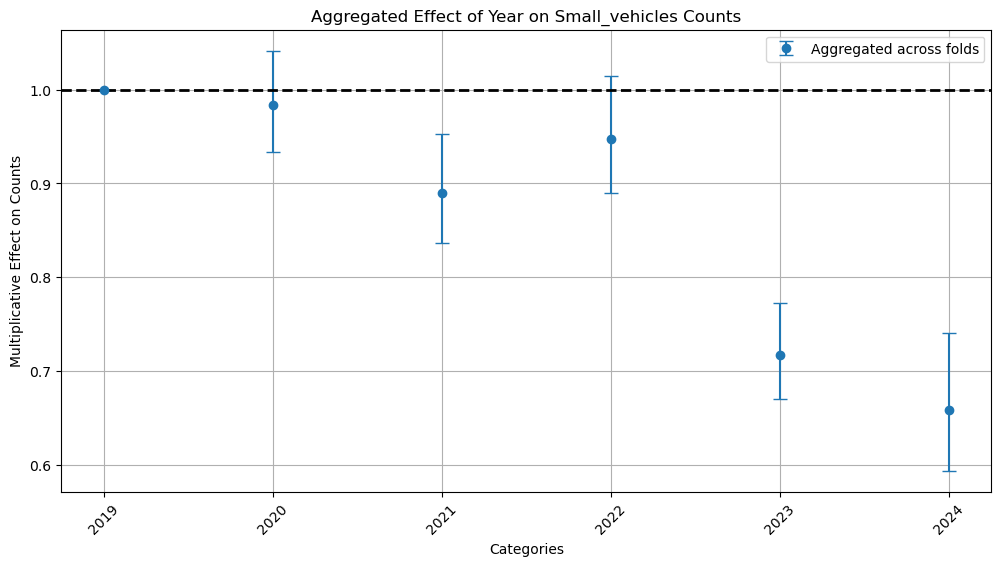 Aggregated Effect of Year on Small_vehicles Counts
Aggregated across folds
Multiplicative Effect on Counts
1.0
0.9
0.8
0.7
0.6
2019
2020
2021
2022
2023
2024
Categories